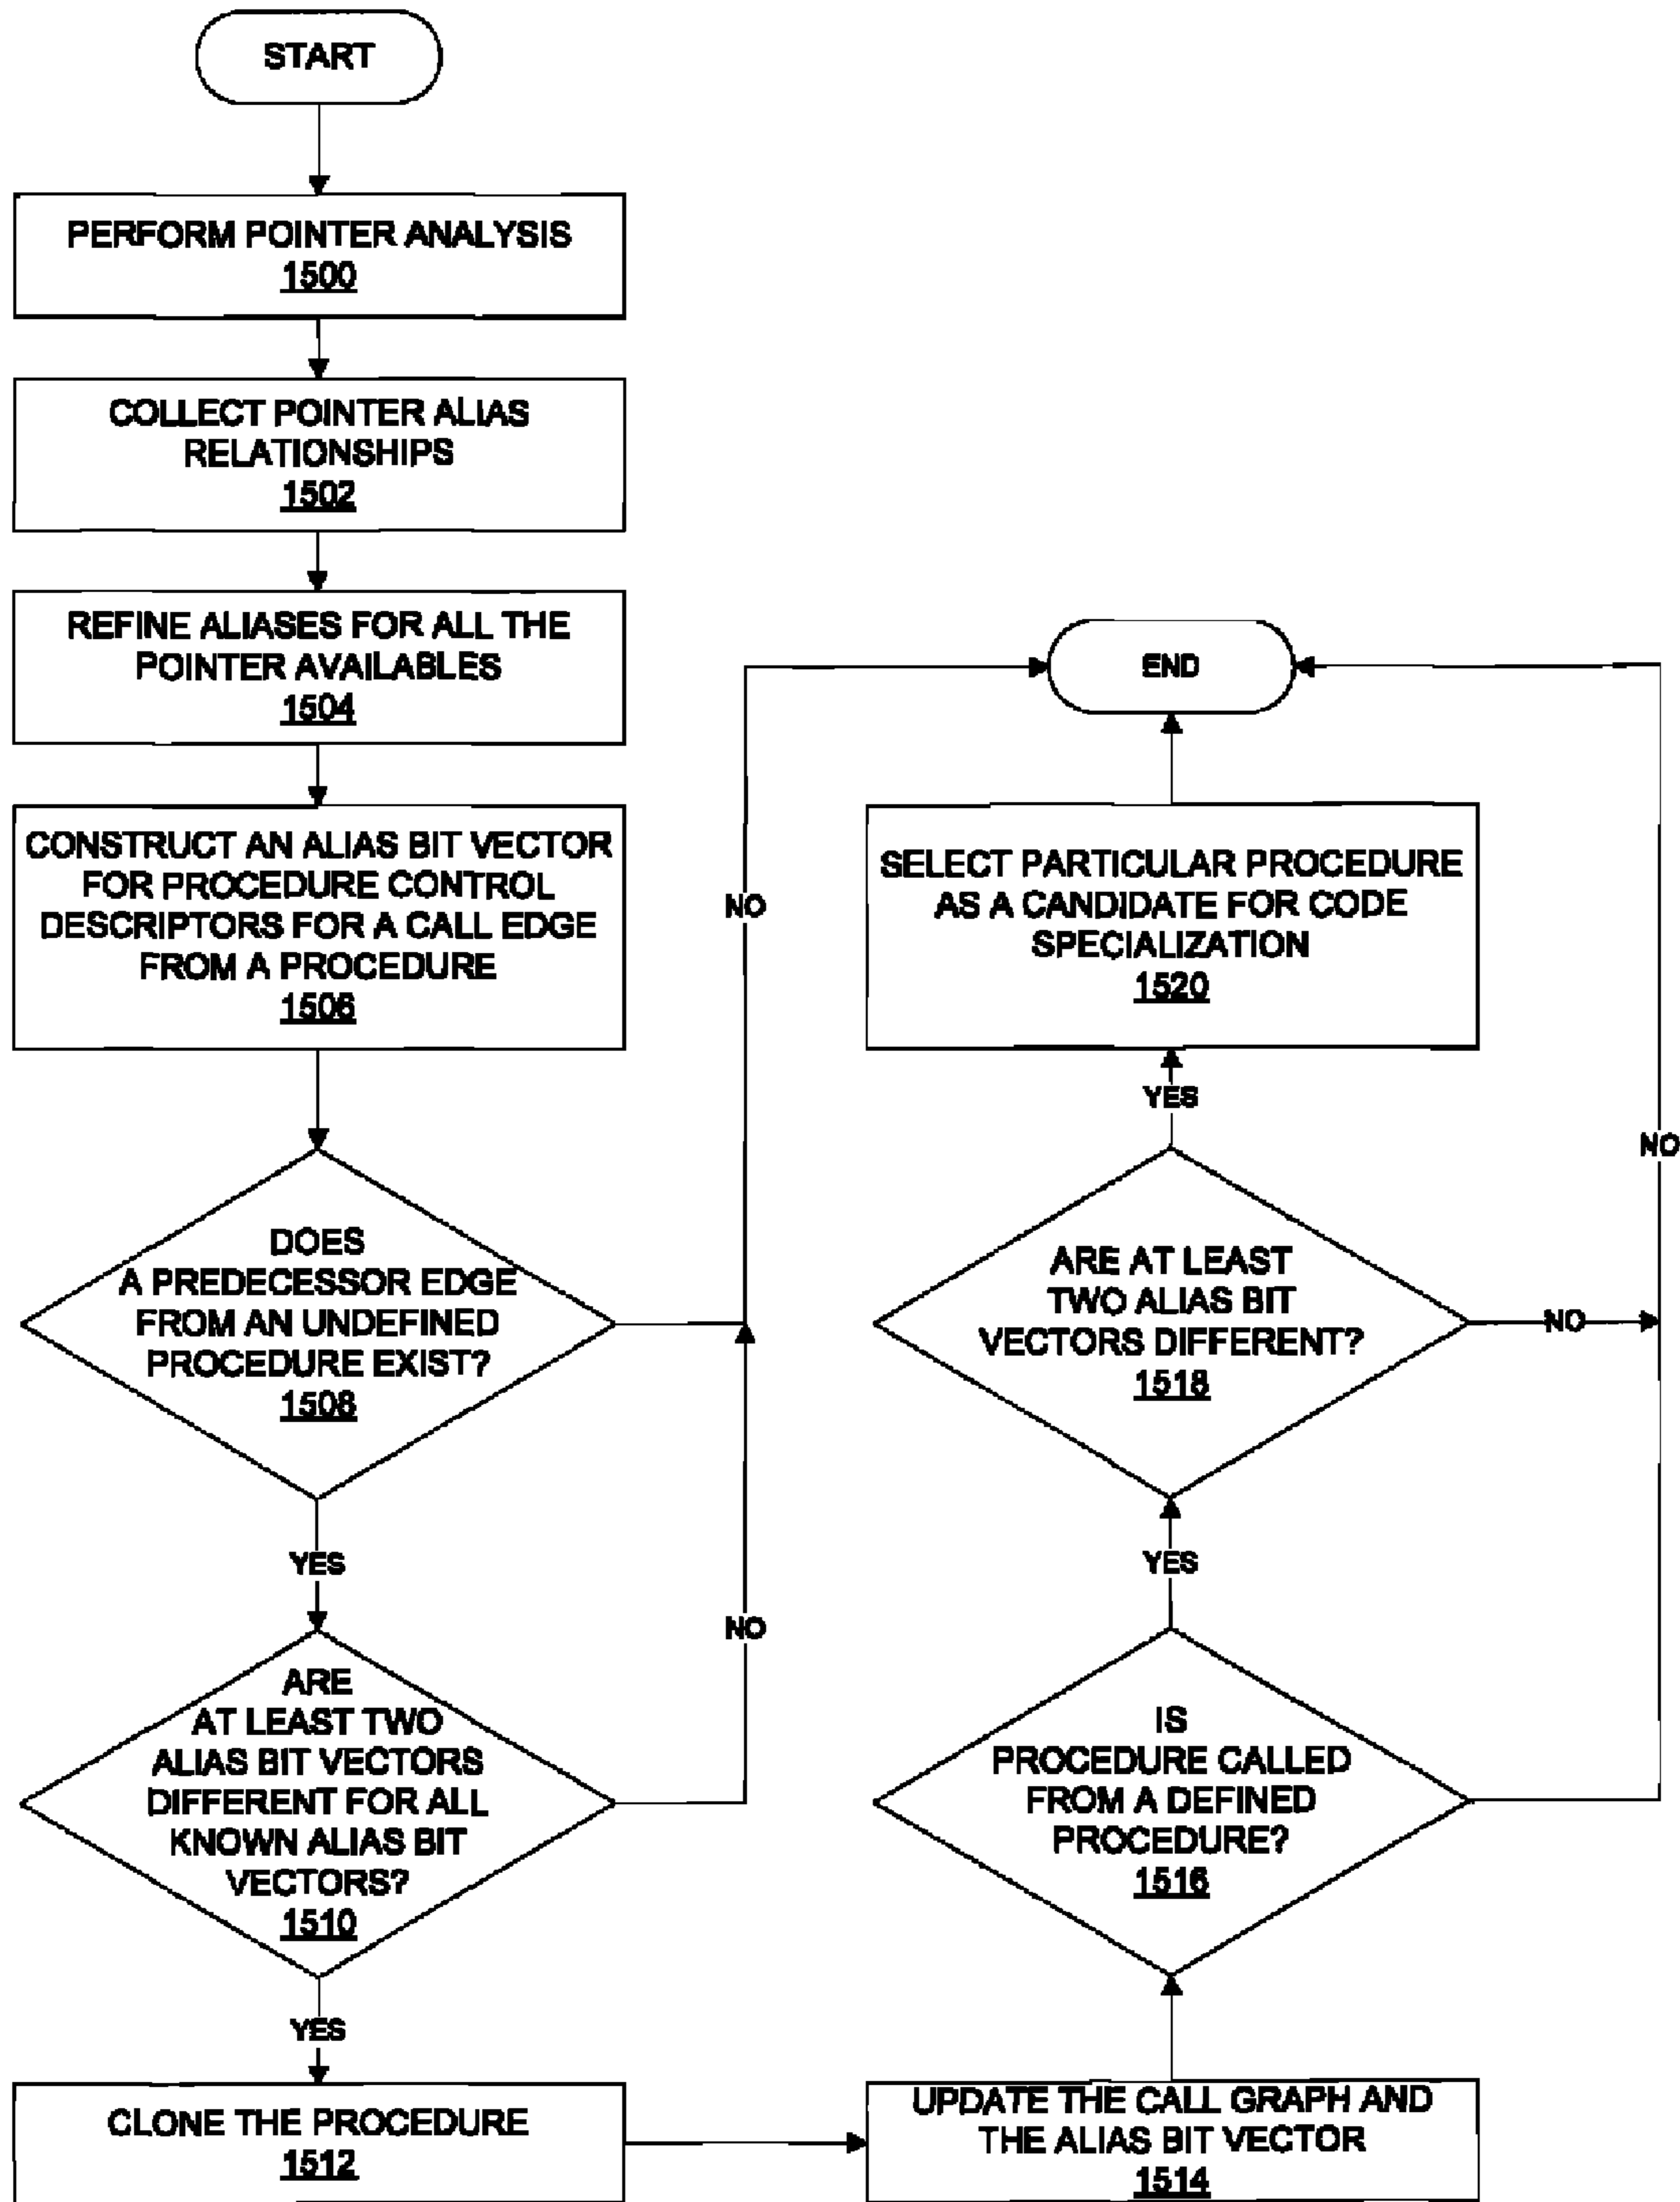 START
PERFORM POINTER ANALYSIS
1500
COLLECT POINTER ALIAS
RELATIONSHIPS
1502
REFINE ALIASES FOR ALL THE
POINTER AVAILABLES
1504
CONSTRUCT AN ALIAS BIT VECTOR
FOR PROCEDURE CONTROL
DESCRIPTORS FOR A CALL EDGE
FROM A PROCEDURE
1506
DOES
A PREDECESSOR EDGE
FROM AN UNDEFINED
PROCEDURE EXIST?
1508
NO
YES
ARE
AT LEAST TWO
ALIAS BIT VECTORS
DIFFERENT FOR ALL
KNOWN ALIAS BIT
VECTORS?
1510
NO
YES
CLONE THE PROCEDURE
1512
UPDATE THE CALL GRAPH AND
THE ALIAS BIT VECTOR
1514
IS
PROCEDURE CALLED
FROM A DEFINED
PROCEDURE?
1516
NO
YES
ARE AT LEAST
TWO ALIAS BIT
VECTORS DIFFERENT?
1518
NO
YES
SELECT PARTICULAR PROCEDURE
AS A CANDIDATE FOR CODE
SPECIALIZATION
1520
END